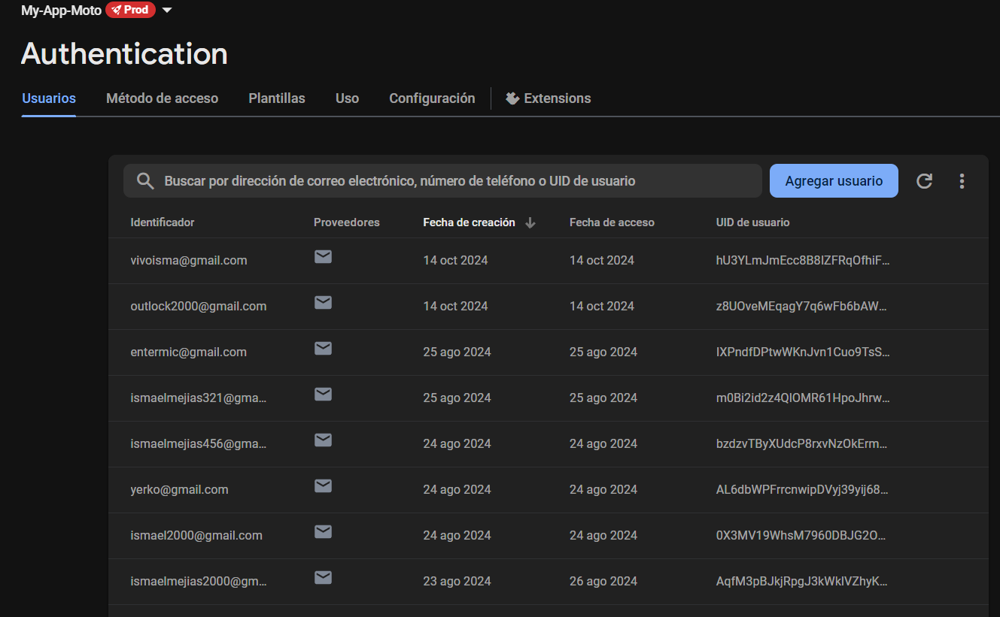 My-App-Moto Prod
Authentication
Usuarios Método de acceso Plantillas Uso Configuración Extensions
Buscar por dirección de correo electrónico, número de teléfono o UID de usuario Agregar usuario
Identificador Proveedores Fecha de creación Fecha de acceso UID de usuario
vivoisma@gmail.com 14 oct 2024 14 oct 2024 hU3YLmJmEcc8B8IZFRqOfhiF...
outlock2000@gmail.com 14 oct 2024 14 oct 2024 z8UOveMEqagY7q6wFb6bAW...
entermic@gmail.com 25 ago 2024 25 ago 2024 IXPndfDPtwWKnJvn1Cuo9TsS...
ismaelmejias321@gma... 25 ago 2024 25 ago 2024 m0Bi2id2z4QIOMR61HpoJhrw...
ismaelmejias456@gma... 24 ago 2024 24 ago 2024 bzdzvTByXUdcP8rxvNzOkErm...
yerko@gmail.com 24 ago 2024 24 ago 2024 AL6dbWPFrrcnwipDVyj39yij68...
ismael2000@gmail.com 24 ago 2024 24 ago 2024 0X3MV19WhsM7960DBJG2O...
ismaelmejias2000@gm... 23 ago 2024 26 ago 2024 AqfM3pBJkjRpgJ3kWklVZhyK...